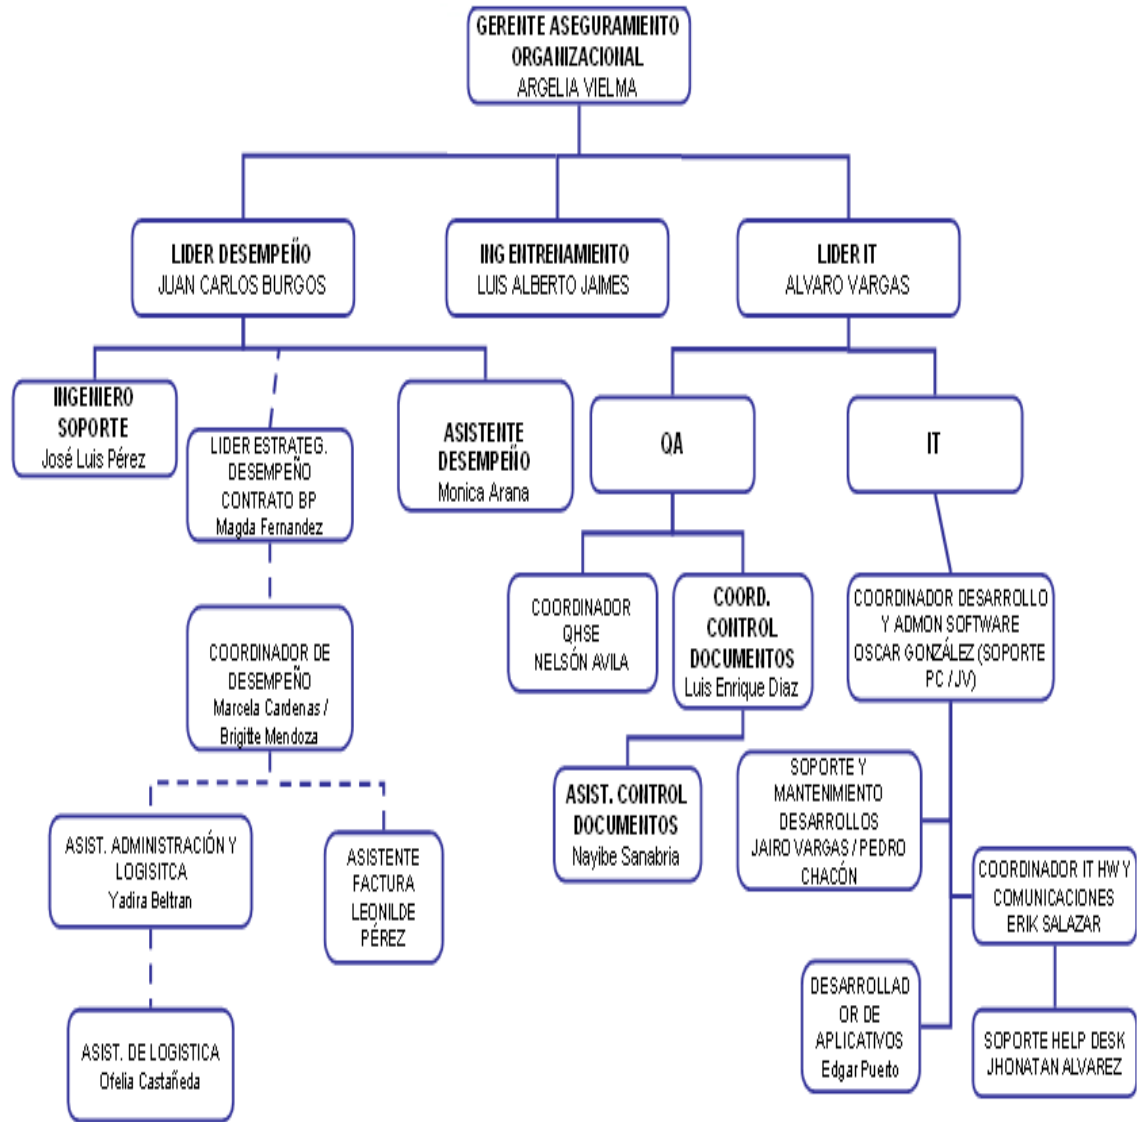 GERENTE ASEGURAMIENTO
ORGANIZACIONAL
ARGELIA VIELMA
LIDER DESEMPEÑO
JUAN CARLOS BURGOS
ING ENTRENAMIENTO
LUIS ALBERTO JAIMES
LIDER IT
ALVARO VARGAS
INGENIERO
SOPORTE
José Luis Pérez
LIDER ESTRATEG.
DESEMPEÑO
CONTRATO BP
Magda Fernandez
ASISTENTE
DESEMPEÑO
Monica Arana
QA
IT
COORDINADOR
QHSE
NELSÓN AVILA
COORD.
CONTROL
DOCUMENTOS
Luis Enrique Diaz
COORDINADOR DESARROLLO
Y ADMON SOFTWARE
OSCAR GONZÁLEZ (SOPORTE
PC / JV)
COORDINADOR DE
DESEMPEÑO
Marcela Cardenas /
Brigitte Mendoza
ASIST. CONTROL
DOCUMENTOS
Nayibe Sanabria
SOPORTE Y
MANTENIMIENTO
DESARROLLOS
JAIRO VARGAS / PEDRO
CHACÓN
ASIST. ADMINISTRACIÓN Y
LOGISITCA
Yadira Beltran
ASISTENTE
FACTURA
LEONILDE
PÉREZ
COORDINADOR IT HW Y
COMUNICACIONES
ERIK SALAZAR
DESARROLLAD
OR DE
APLICATIVOS
Edgar Puerto
ASIST. DE LOGISTICA
Ofelia Castañeda
SOPORTE HELP DESK
JHONATAN ALVAREZ